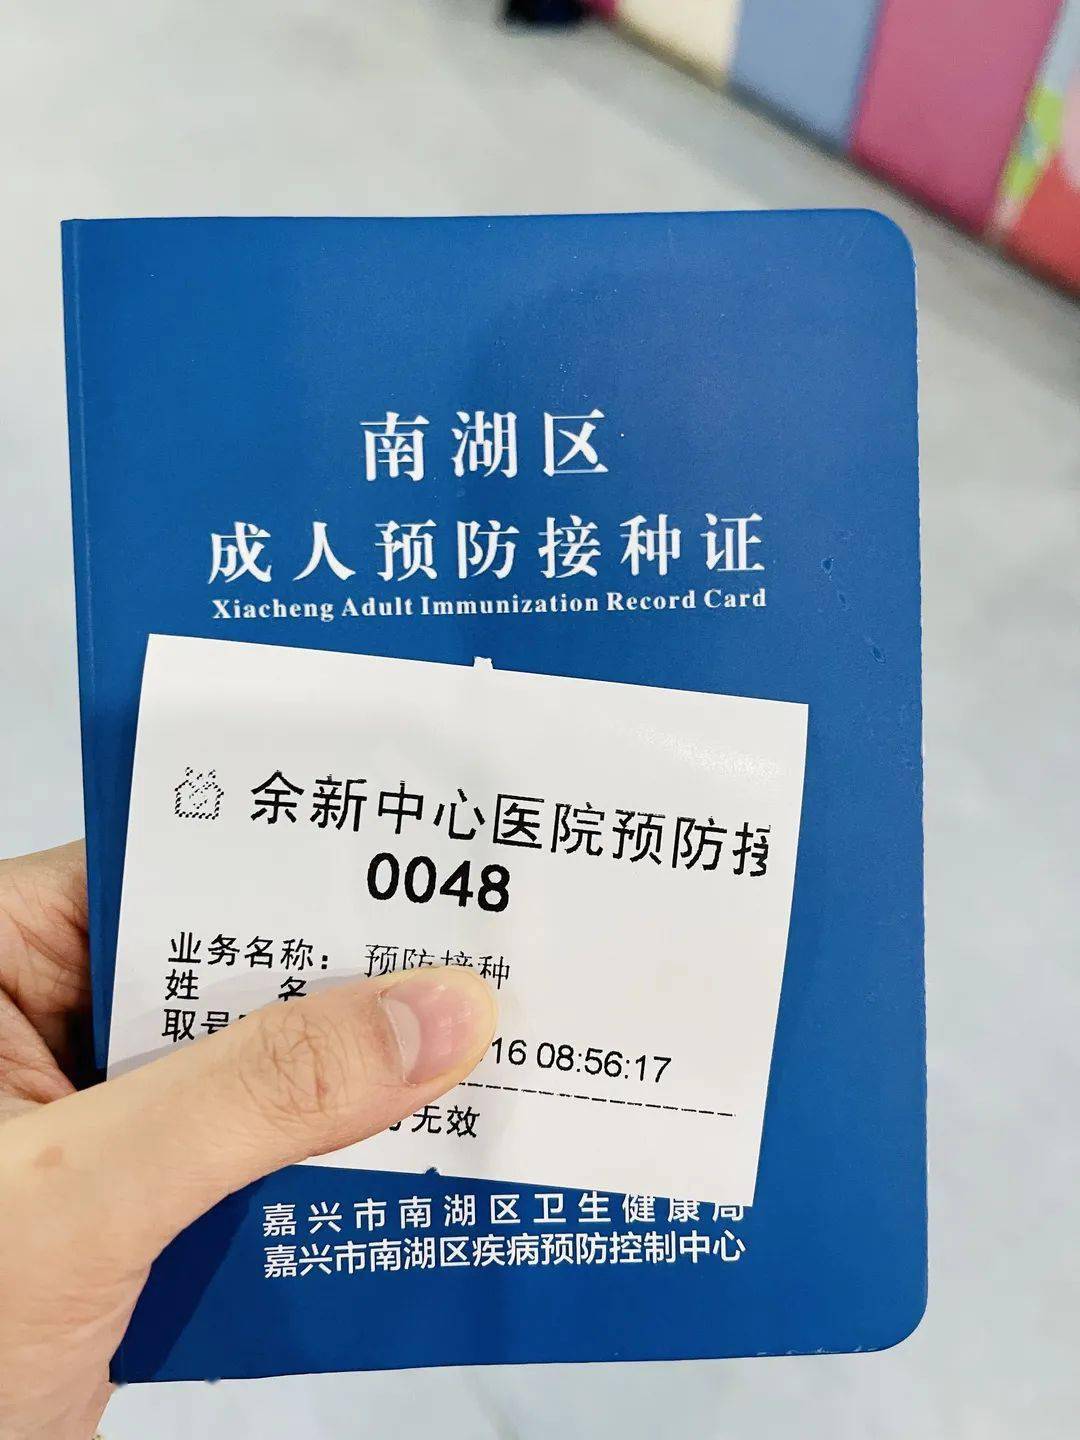 南湖区
成人预防接种证
Xiacheng Adult Immunization Record Card
余新中心医院预防接
0048
业务名称： 预防接种
姓 名
取号
16 08:56:17
无效
嘉兴市南湖区卫生健康局
嘉兴市南湖区疾病预防控制中心